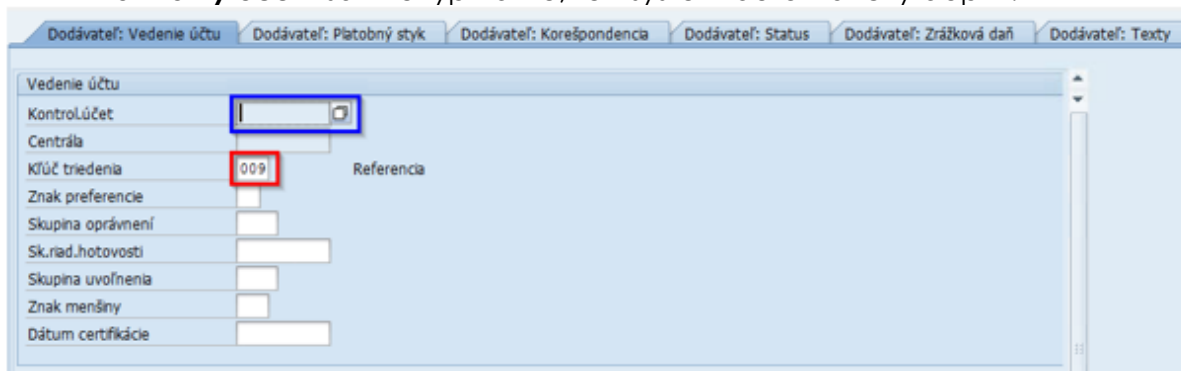 Dodávateľ: Vedenie účtu Dodávateľ: Platobný styk Dodávateľ: Korešpondencia Dodávateľ: Status Dodávateľ: Zrážková daň Dodávateľ: Texty
Vedenie účtu
Kontrol.účet
Centrála
Kľúč triedenia 009 Referencia
Znak preferencie
Skupina oprávnení
Sk.riad.hotovosti
Skupina uvoľnenia
Znak menšiny
Dátum certifikácie